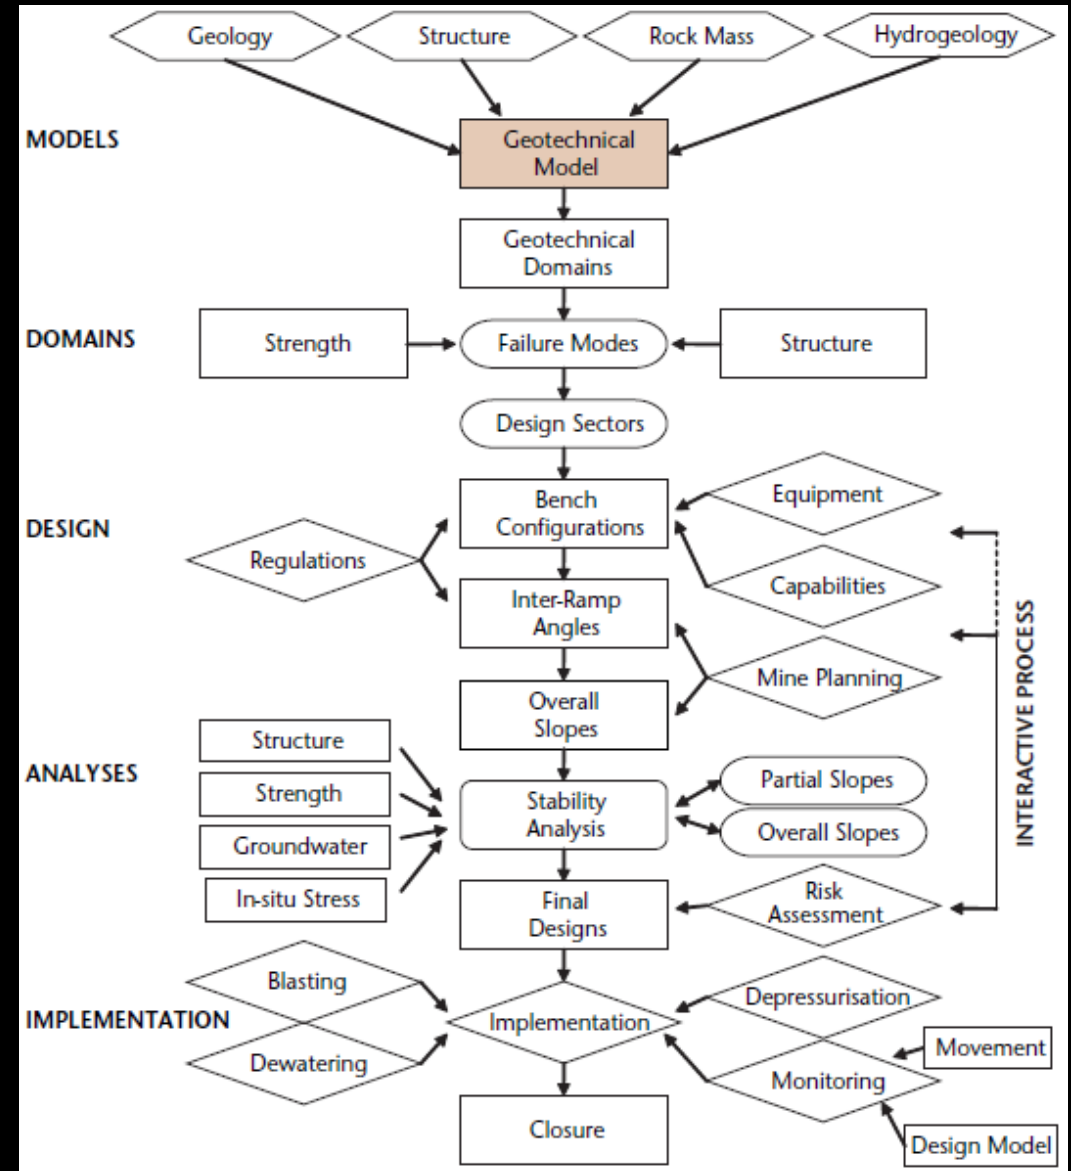 Geology
Structure
Rock Mass
Hydrogeology
MODELS
Geotechnical
Model
Geotechnical
Domains
DOMAINS
Strength
Failure Modes
Structure
Design Sectors
DESIGN
Bench
Configurations
Equipment
Regulations
Capabilities
Inter-Ramp
Angles
Mine Planning
Overall
Slopes
INTERACTIVE PROCESS
ANALYSES
Structure
Strength
Groundwater
In-situ Stress
Stability
Analysis
Partial Slopes
Overall Slopes
Final
Designs
Risk
Assessment
IMPLEMENTATION
Blasting
Dewatering
Implementation
Depressurisation
Monitoring
Movement
Design Model
Closure